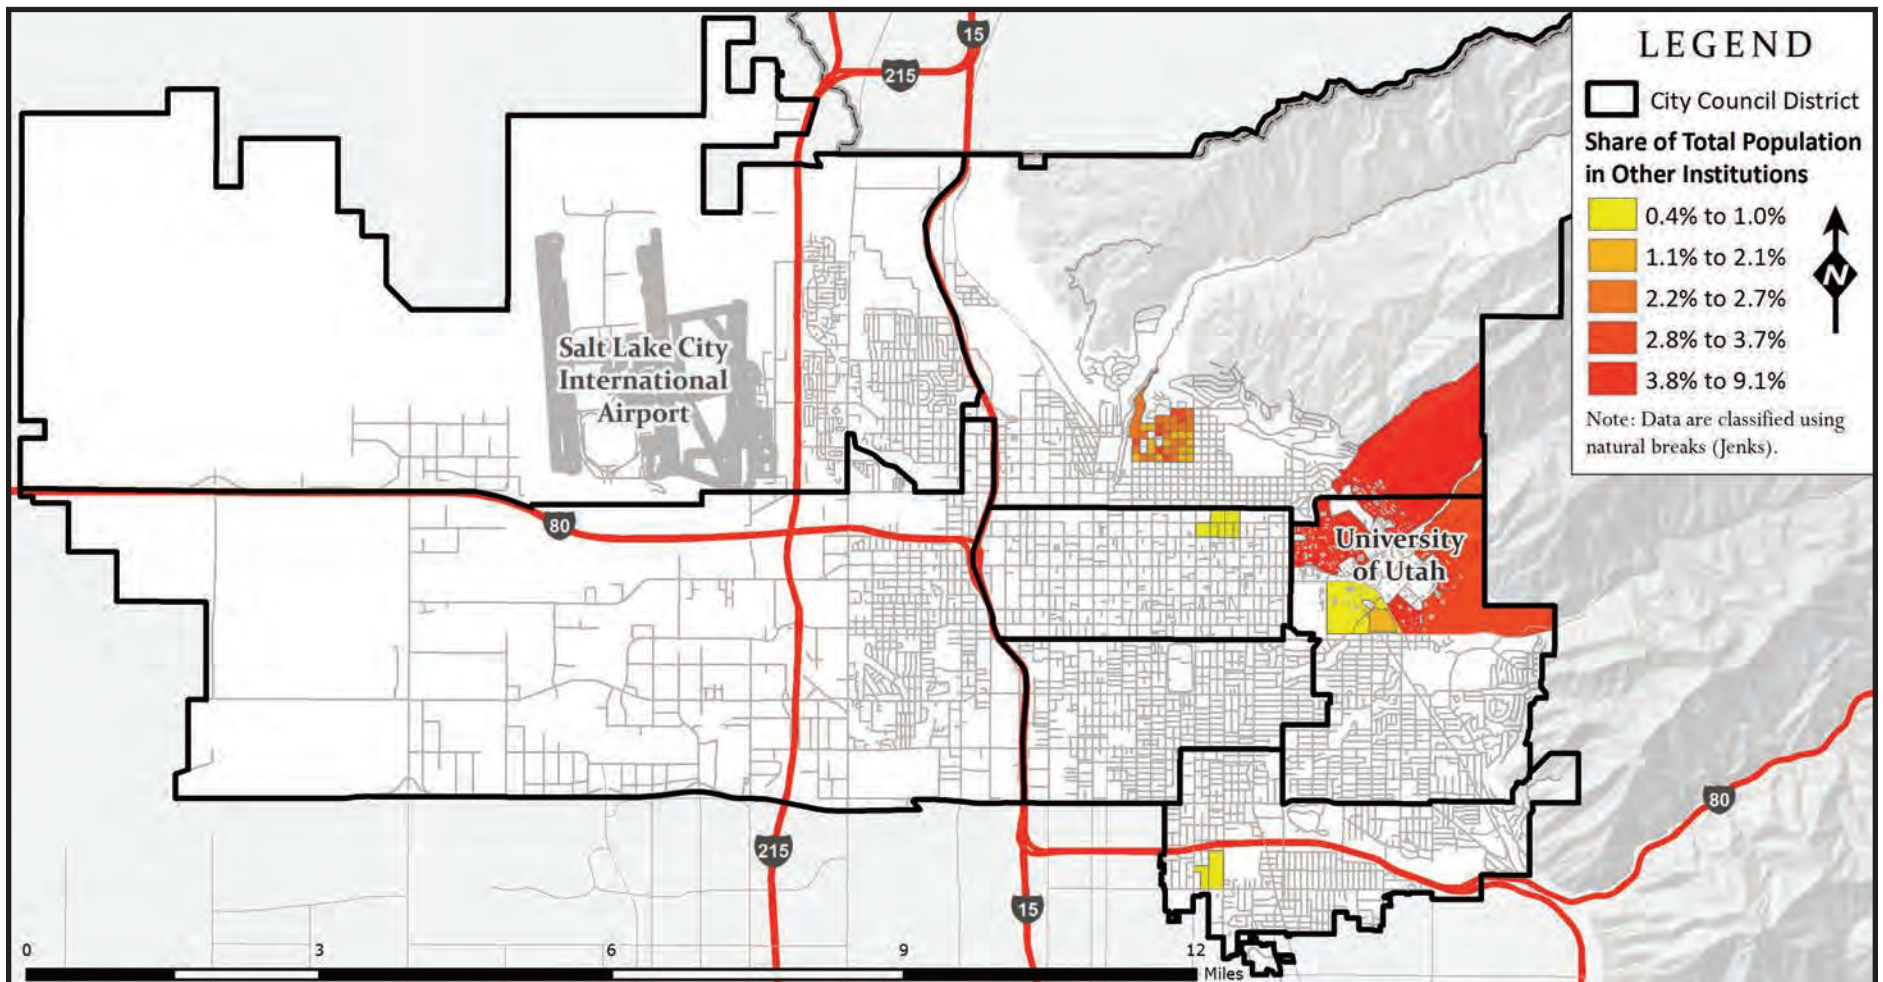 LEGEND
City Council District
Share of Total Population
in Other Institutions
0.4% to 1.0%
1.1% to 2.1%
2.2% to 2.7%
2.8% to 3.7%
3.8% to 9.1%
Note: Data are classified using
natural breaks (Jenks).
N
15
215
Salt Lake City
International
Airport
80
University
of Utah
80
215
15
0 3 6 9 12
Miles